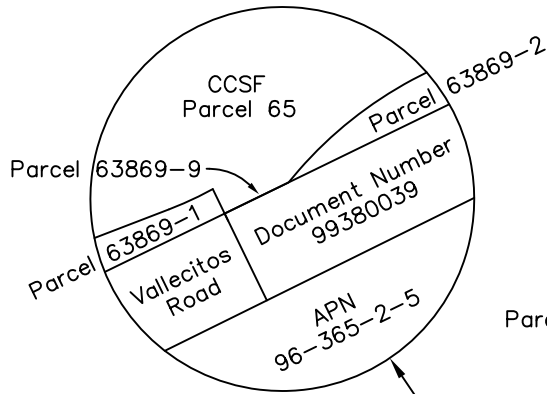 CCSF
Parcel 65
Parcel 63869-2
Parcel 63869-9
Document Number
99380039
Parcel 63869-1
Vallecitos
Road
APN
96-365-2-5
Parc